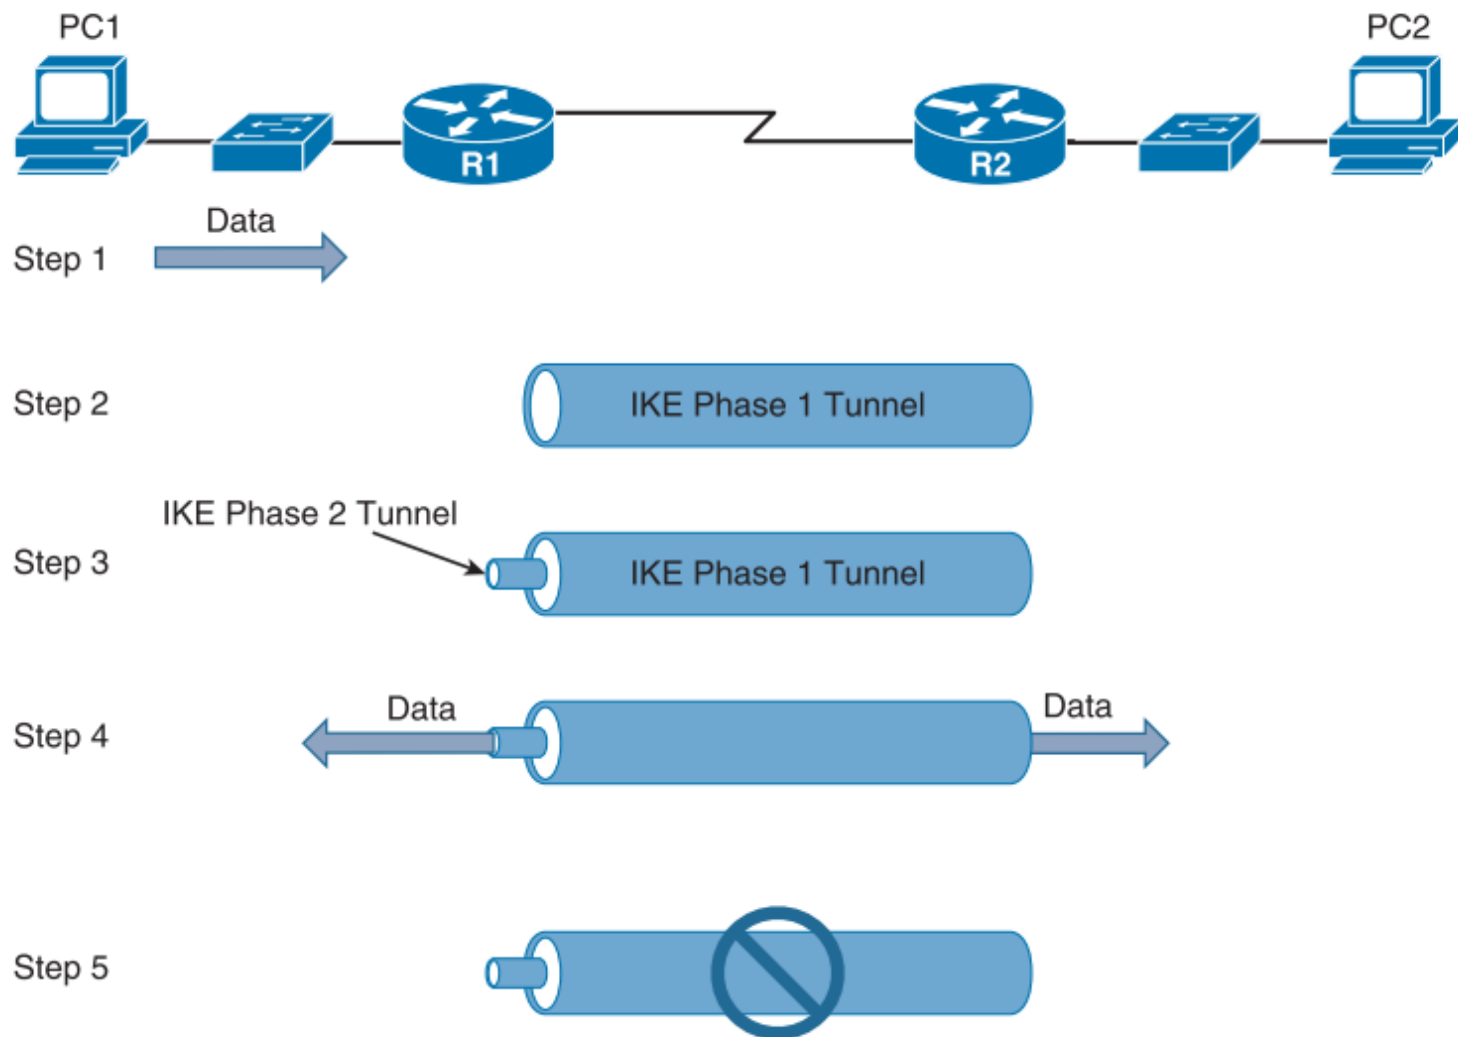 PC1
PC2
R1
R2
Data
Step 1
Step 2
IKE Phase 1 Tunnel
IKE Phase 2 Tunnel
Step 3
IKE Phase 1 Tunnel
Step 4
Data
Data
Step 5